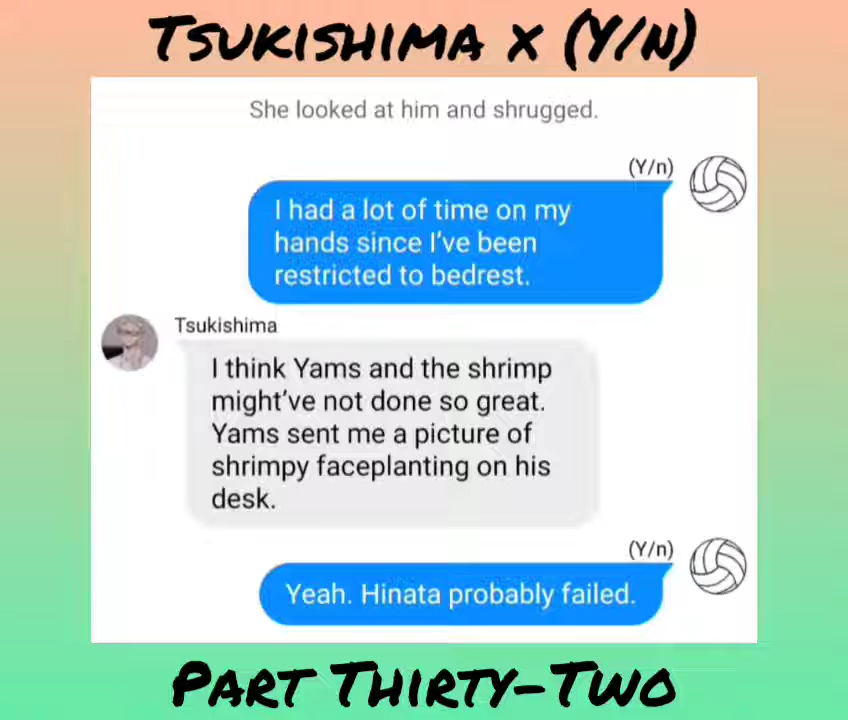 Tsukishima x (Y/n)
She looked at him and shrugged.
(Y/n)
I had a lot of time on my
hands since I've been
restricted to bedrest.
Tsukishima
I think Yams and the shrimp
might've not done so great.
Yams sent me a picture of
shrimpy faceplanting on his
desk.
(Y/n)
Yeah. Hinata probably failed.
Part Thirty-Two